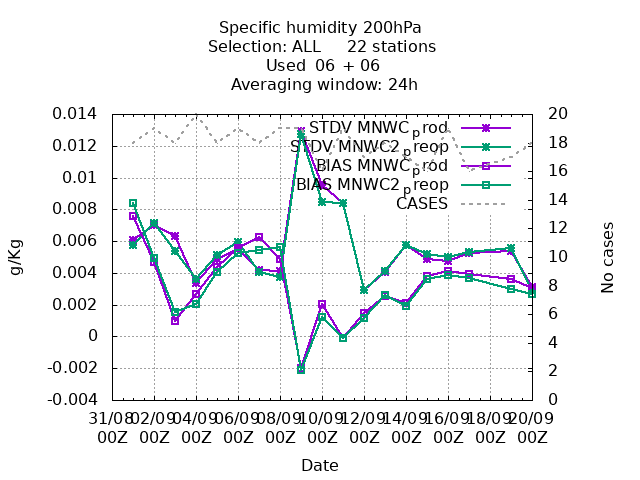 Specific humidity 200hPa
Selection: ALL 22 stations
Used 06 + 06
Averaging window: 24h
0.014
0.012
0.01
0.008
0.006
0.004
0.002
0
-0.002
-0.004
g/Kg
STDV MNWC_prod
STDV MNWC2_preop
BIAS MNWC_prod
BIAS MNWC2_preop
CASES
20
18
16
14
12
10
8
6
4
2
0
No cases
31/08 02/09 04/09 06/09 08/09 10/09 12/09 14/09 16/09 18/09 20/09
00Z 00Z 00Z 00Z 00Z 00Z 00Z 00Z 00Z 00Z 00Z
Date